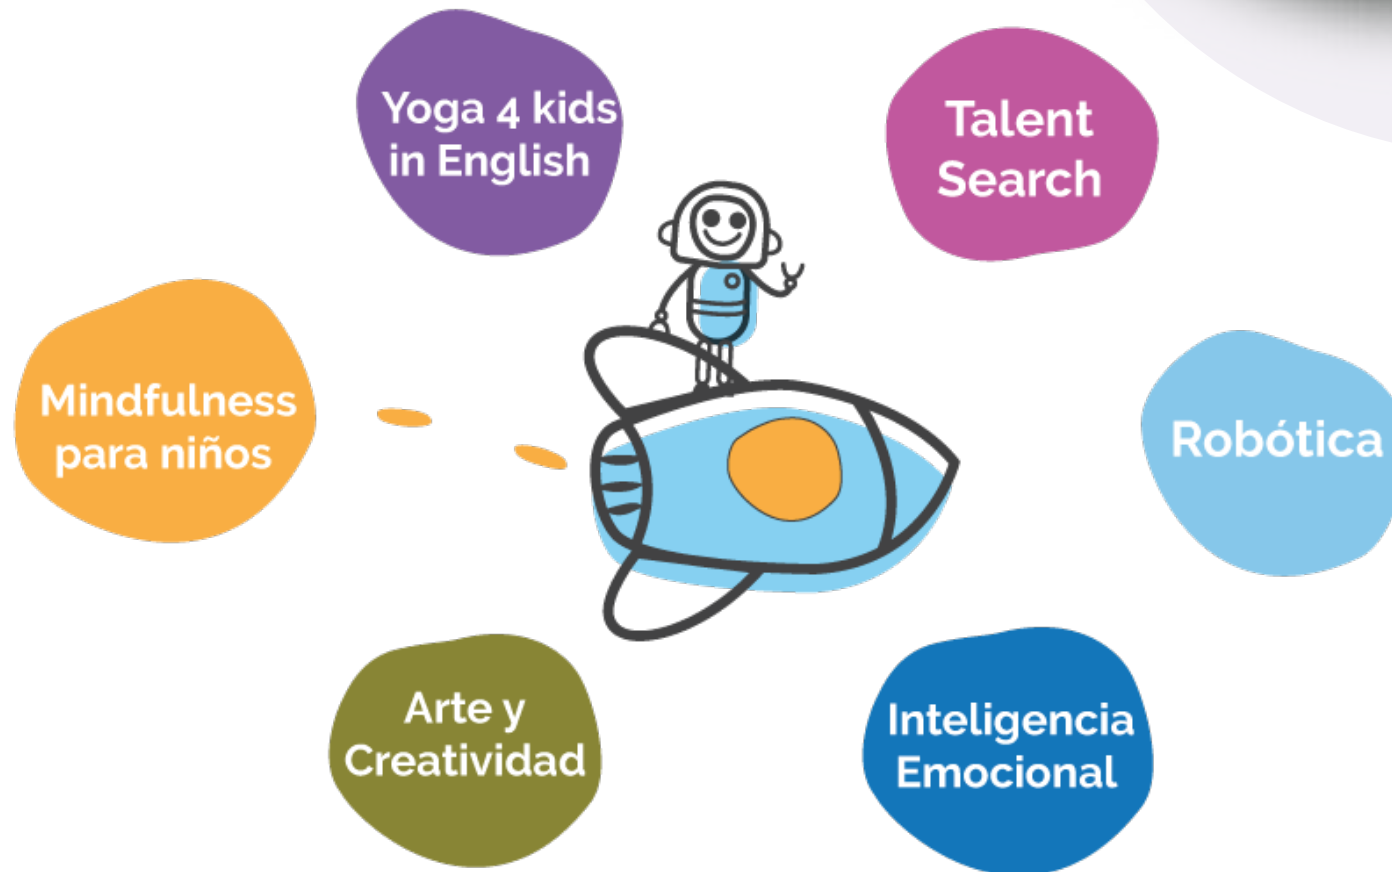 Yoga 4 kids
in English
Talent
Search
Mindfulness
para niños
Robótica
Arte y
Creatividad
Inteligencia
Emocional